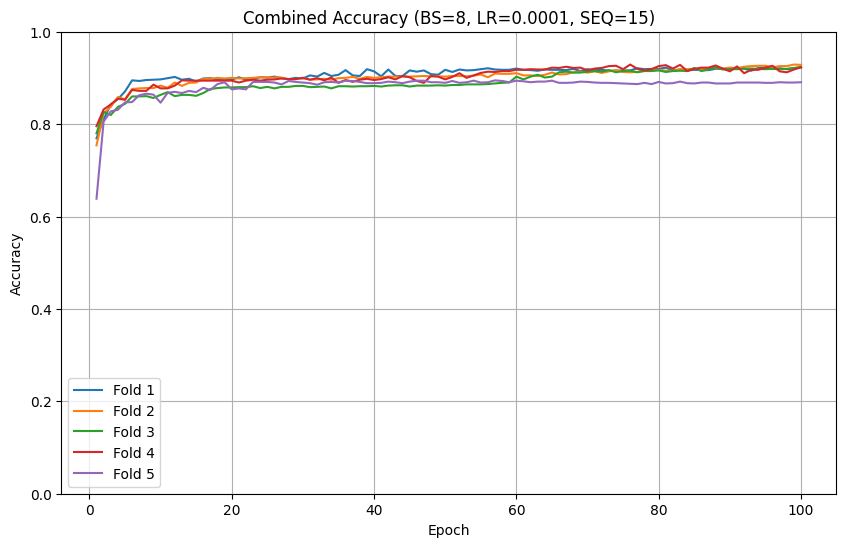 Combined Accuracy (BS=8, LR=0.0001, SEQ=15)
1.0
0.8
0.6
0.4
0.2
0.0
Accuracy
Fold 1
Fold 2
Fold 3
Fold 4
Fold 5
0 20 40 60 80 100
Epoch